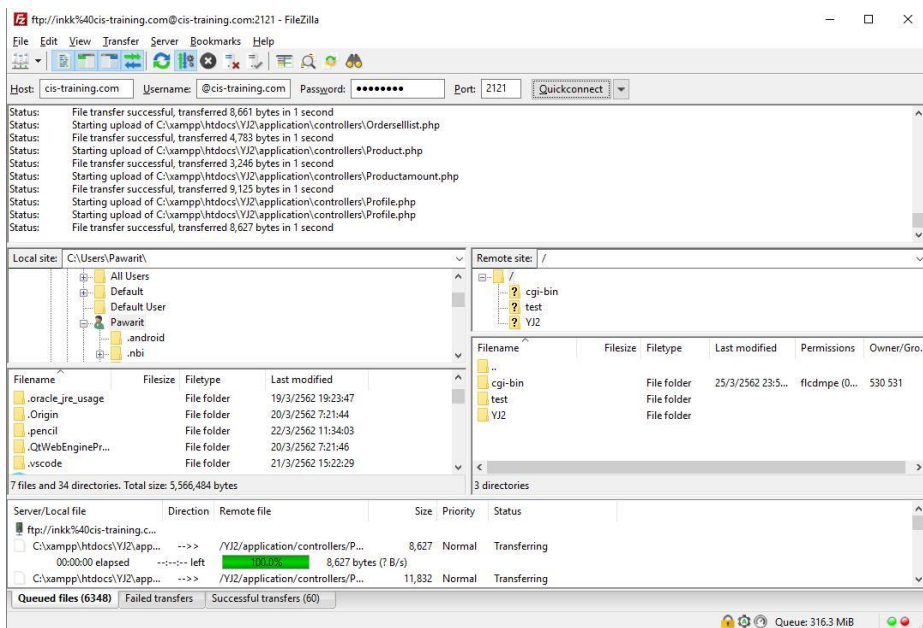 ftp://inkk%40cis-training.com@cis-training.com:2121 - FileZilla
File Edit View Transfer Server Bookmarks Help
Host: cis-training.com Username: @cis-training.com Password: ●●●●●●●● Port: 2121 Quickconnect
Status: File transfer successful, transferred 8,661 bytes in 1 second
Status: Starting upload of C:\xampp\htdocs\YJ2\application\controllers\Orderselllist.php
Status: File transfer successful, transferred 4,783 bytes in 1 second
Status: Starting upload of C:\xampp\htdocs\YJ2\application\controllers\Product.php
Status: File transfer successful, transferred 3,246 bytes in 1 second
Status: Starting upload of C:\xampp\htdocs\YJ2\application\controllers\Productamount.php
Status: File transfer successful, transferred 9,125 bytes in 1 second
Status: Starting upload of C:\xampp\htdocs\YJ2\application\controllers\Profile.php
Status: Starting upload of C:\xampp\htdocs\YJ2\application\controllers\Profile.php
Status: File transfer successful, transferred 8,627 bytes in 1 second
Local site: C:\Users\Pawarit\
All Users
Default
Default User
Pawarit
.android
.nbi
Remote site: /
/
cgi-bin
test
YJ2
Filename Filesize Filetype Last modified
.oracle_jre_usage File folder 19/3/2562 19:23:47
.Origin File folder 20/3/2562 7:21:44
.pencil File folder 22/3/2562 11:34:03
.QtWebEnginePr... File folder 20/3/2562 7:21:46
.vscode File folder 21/3/2562 15:22:29
7 files and 34 directories. Total size: 5,566,484 bytes
Filename Filesize Filetype Last modified Permissions Owner/Gro...
..
cgi-bin File folder 25/3/2562 23:5... flcdmpe (0... 530 531
test File folder
YJ2 File folder
3 directories
Server/Local file Direction Remote file Size Priority Status
ftp://inkk%40cis-training.c...
C:\xampp\htdocs\YJ2\app... -->> /YJ2/application/controllers/P... 8,627 Normal Transferring
00:00:00 elapsed --:--:-- left 100.0% 8,627 bytes (? B/s)
C:\xampp\htdocs\YJ2\app... -->> /YJ2/application/controllers/P... 11,832 Normal Transferring
Queued files (6348) Failed transfers Successful transfers (60)
Queue: 316.3 MiB